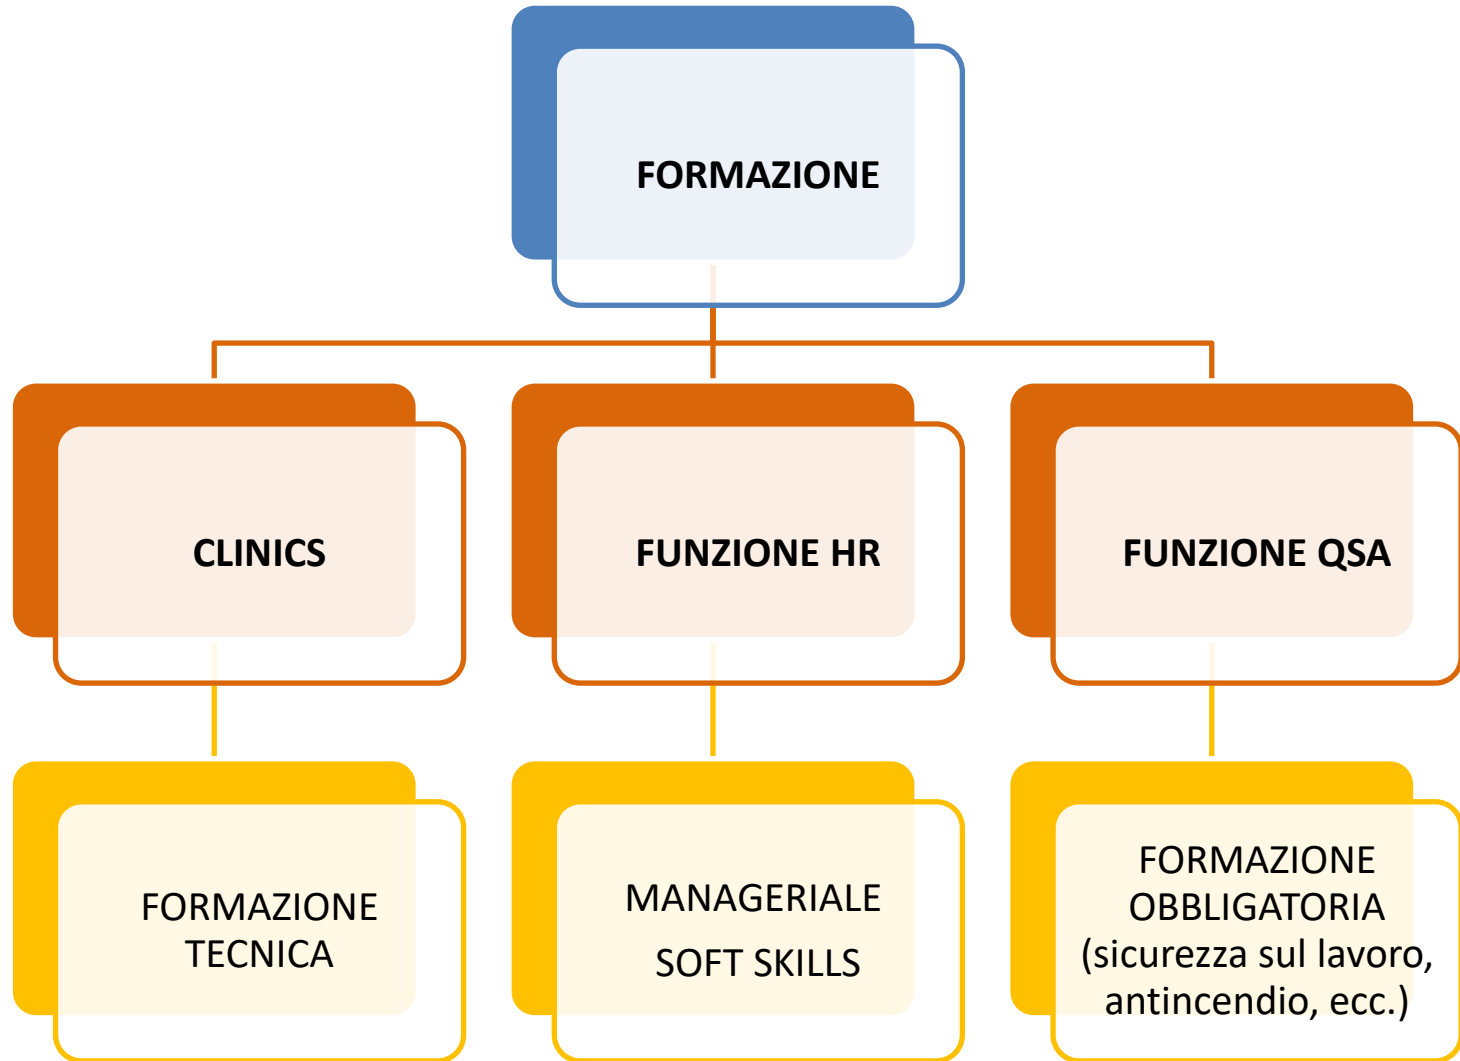 FORMAZIONE
CLINICS
FUNZIONE HR
FUNZIONE QSA
FORMAZIONE
TECNICA
MANAGERIALE
SOFT SKILLS
FORMAZIONE
OBBLIGATORIA
(sicurezza sul lavoro,
antincendio, ecc.)